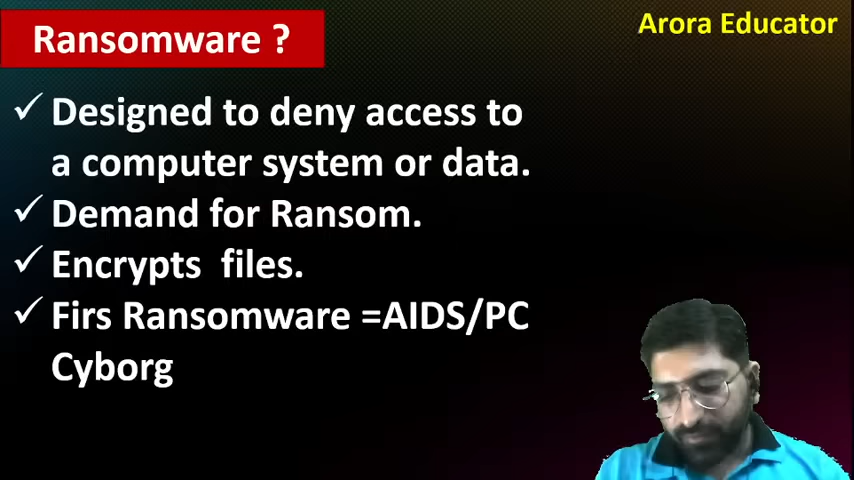 Ransomware ?
Arora Educator
✓ Designed to deny access to
a computer system or data.
✓ Demand for Ransom.
✓ Encrypts files.
✓ Firs Ransomware =AIDS/PC
Cyborg